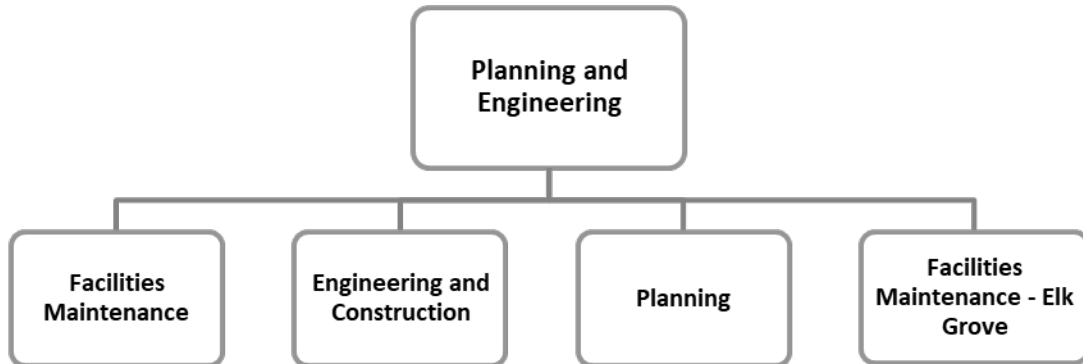 Planning and
Engineering
Facilities
Maintenance
Engineering and
Construction
Planning
Facilities
Maintenance - Elk
Grove